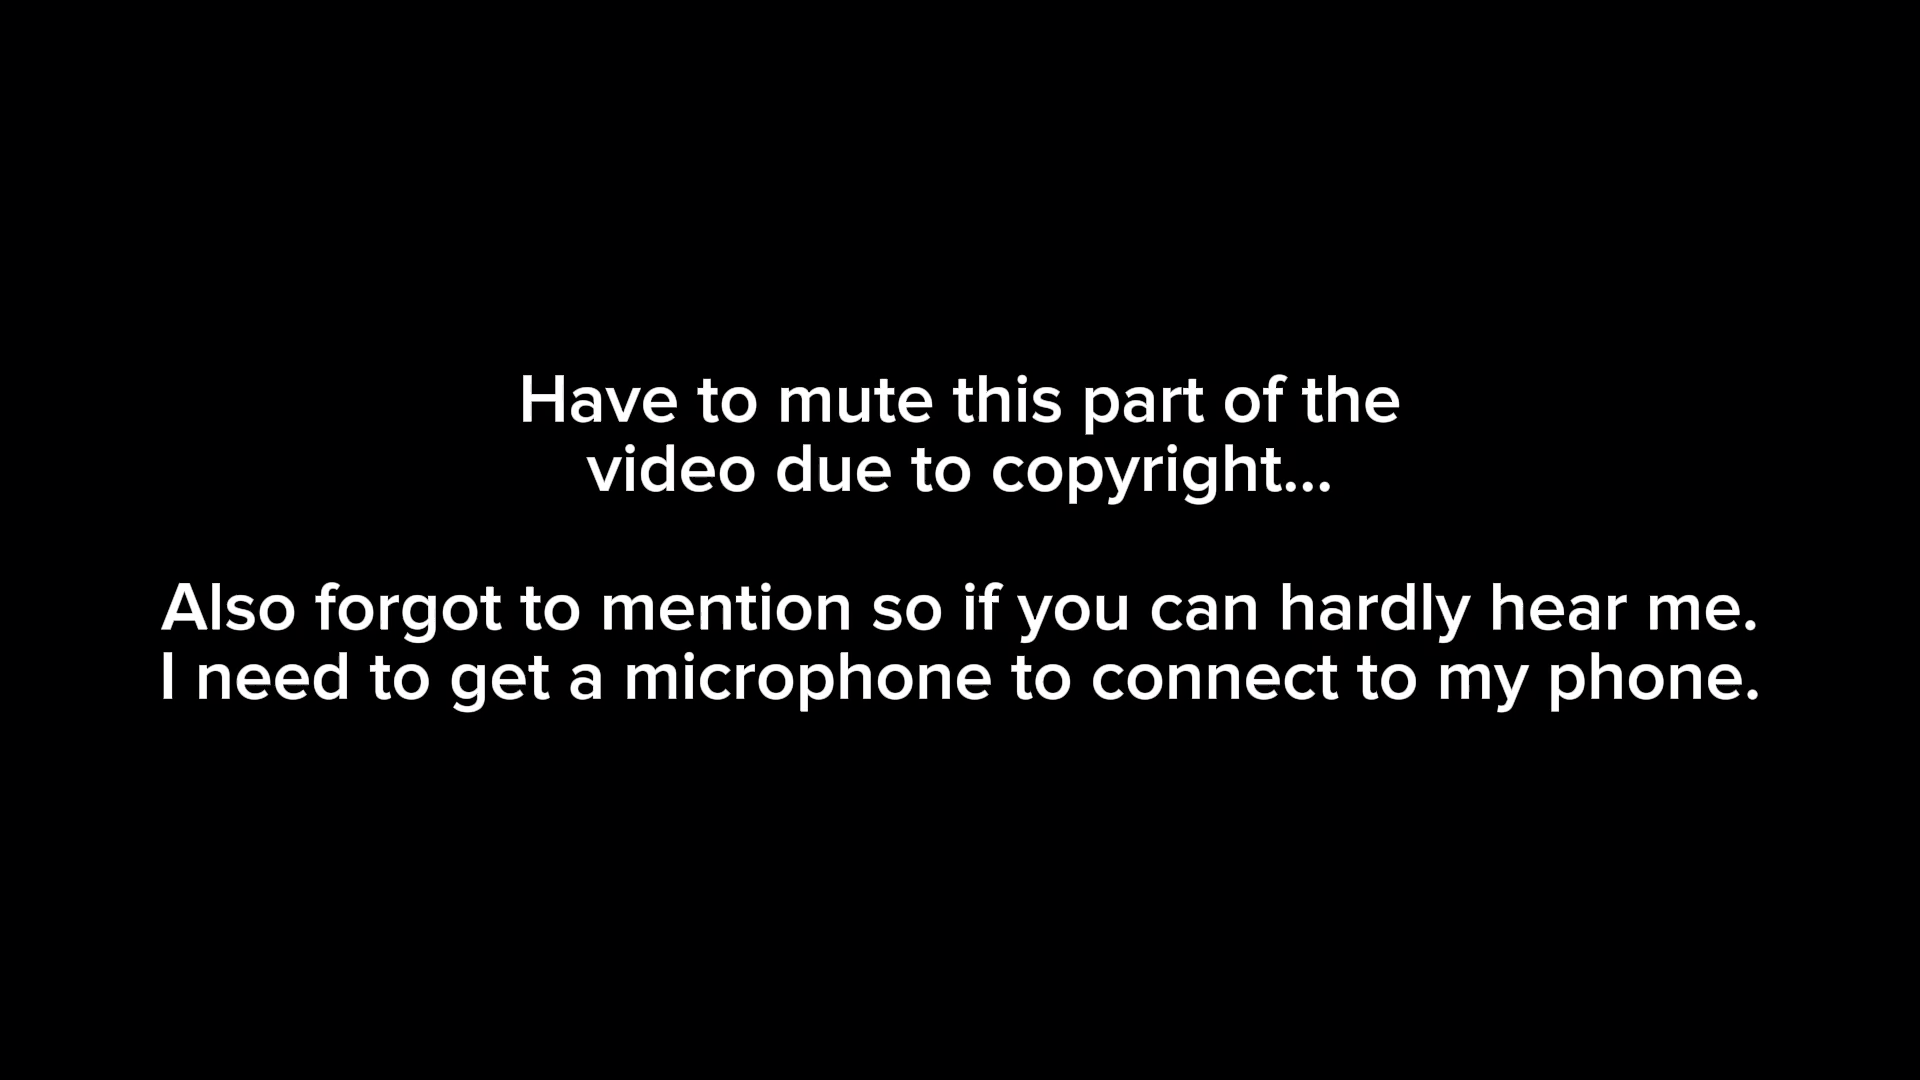 Have to mute this part of the
video due to copyright...
Also forgot to mention so if you can hardly hear me.
I need to get a microphone to connect to my phone.